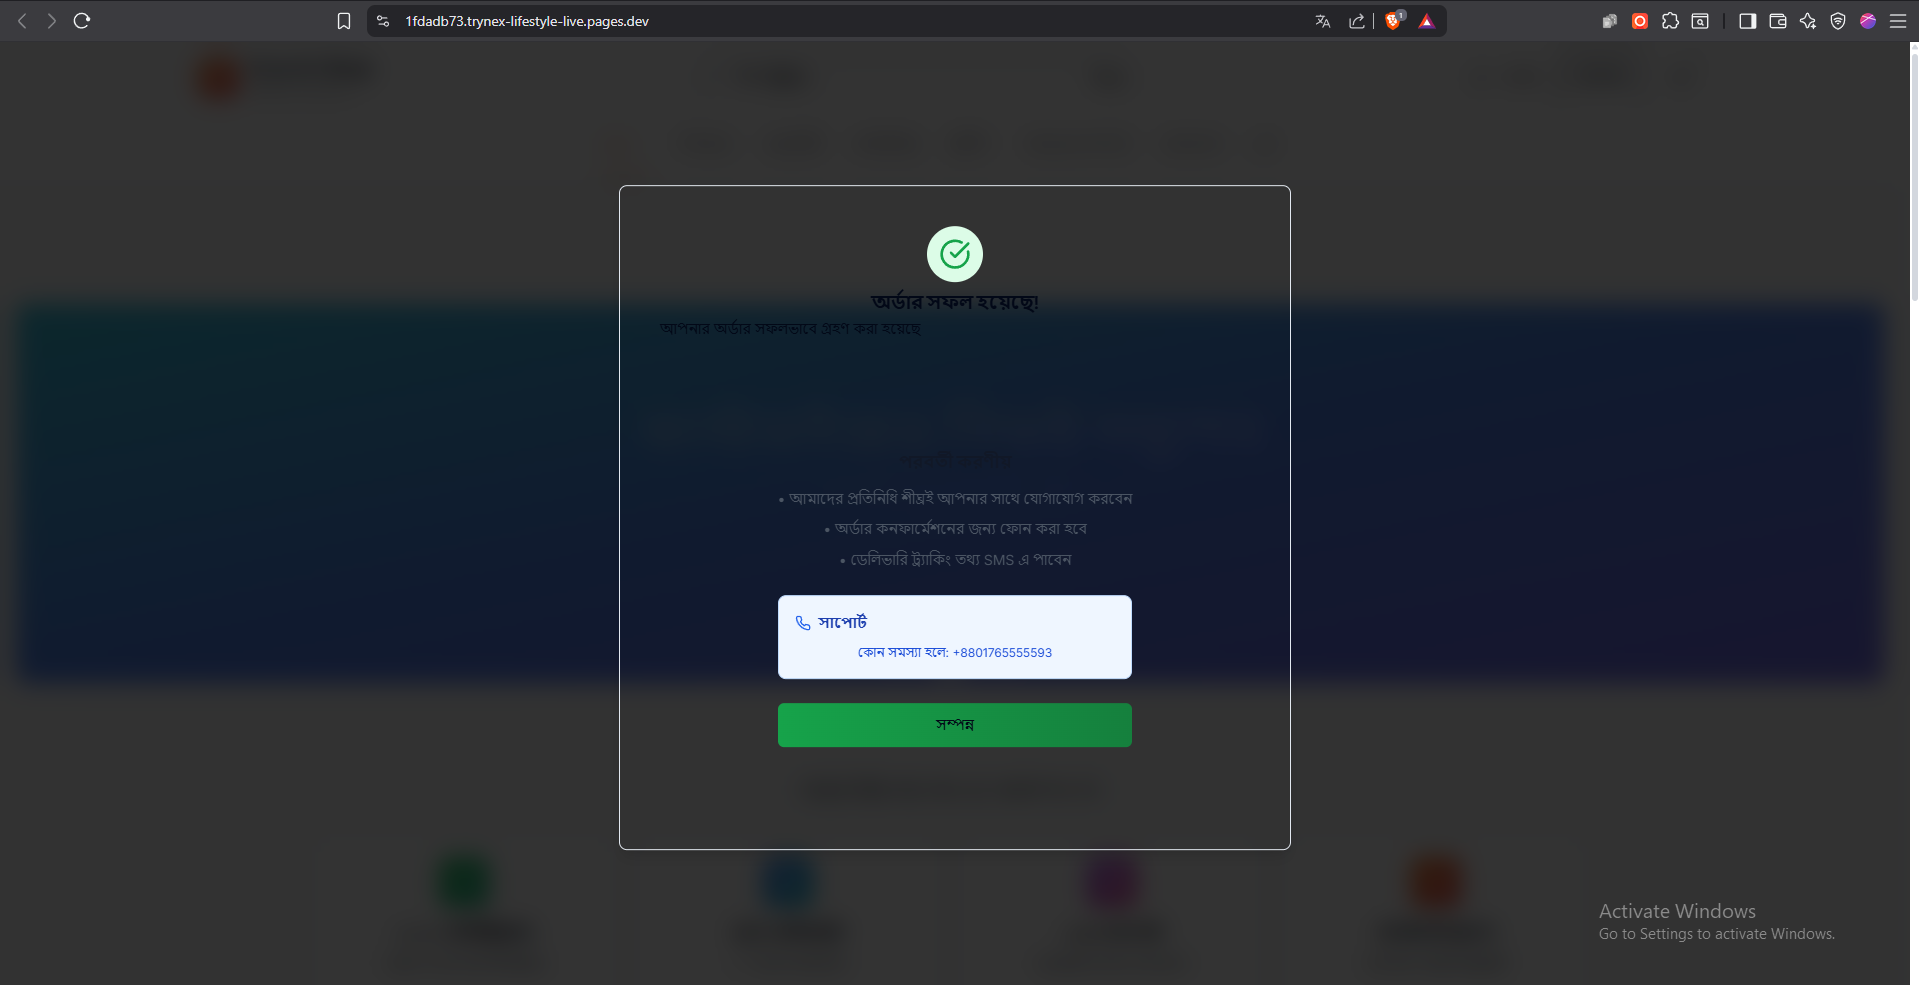 1fdadb73.trynex-lifestyle-live.pages.dev
1
অর্ডার সফল হয়েছে!
আপনার অর্ডার সফলভাবে গ্রহণ করা হয়েছে
• আমাদের প্রতিনিধি শীঘ্রই আপনার সাথে যোগাযোগ করবেন
• অর্ডার কনফার্মেশনের জন্য ফোন করা হবে
• ডেলিভারি ট্র্যাকিং তথ্য SMS এ পাবেন
সাপোর্ট
কোন সমস্যা হলে: +8801765555593
সম্পন্ন
Activate Windows
Go to Settings to activate Windows.